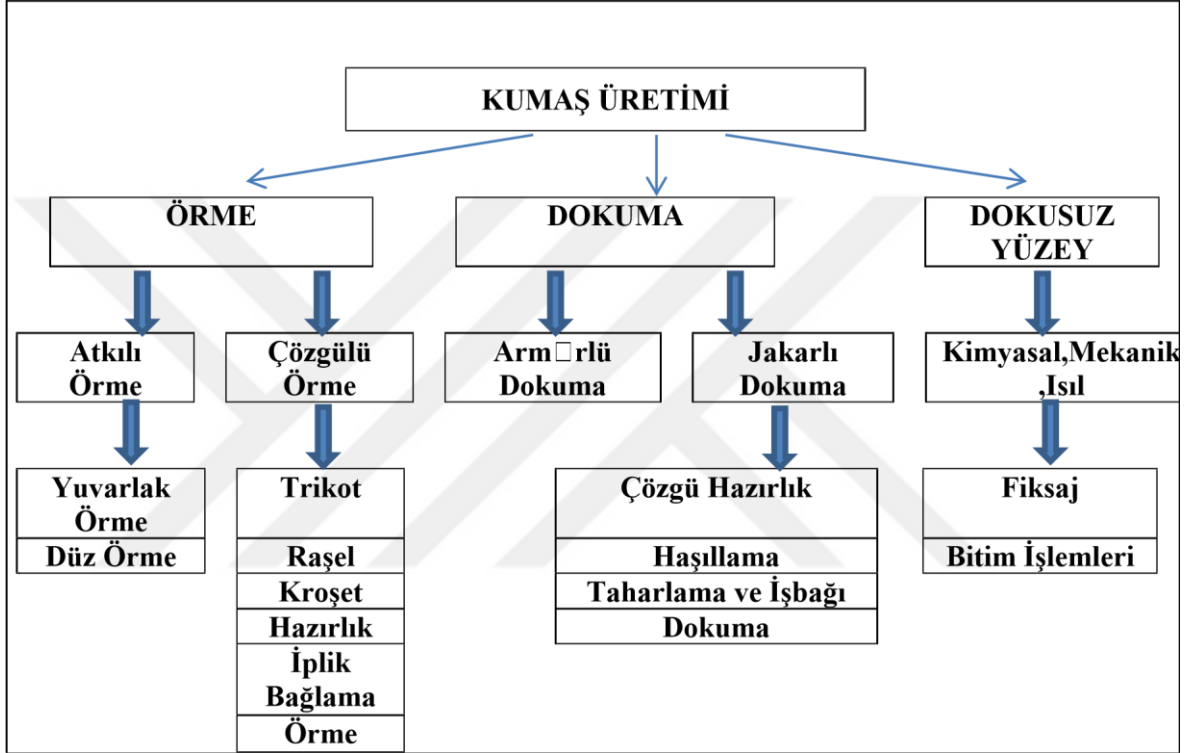 KUMAŞ ÜRETİMİ
ÖRME
DOKUMA
DOKUSUZ
YÜZEY
Atkılı
Örme
Çözgülü
Örme
Arm□rlü
Dokuma
Jakarlı
Dokuma
Kimyasal,Mekanik
,Isıl
Yuvarlak
Örme
Düz Örme
Trikot
Raşel
Kroşet
Hazırlık
İplik
Bağlama
Örme
Çözgü Hazırlık
Haşıllama
Taharlama ve İşbağı
Dokuma
Fiksaj
Bitim İşlemleri